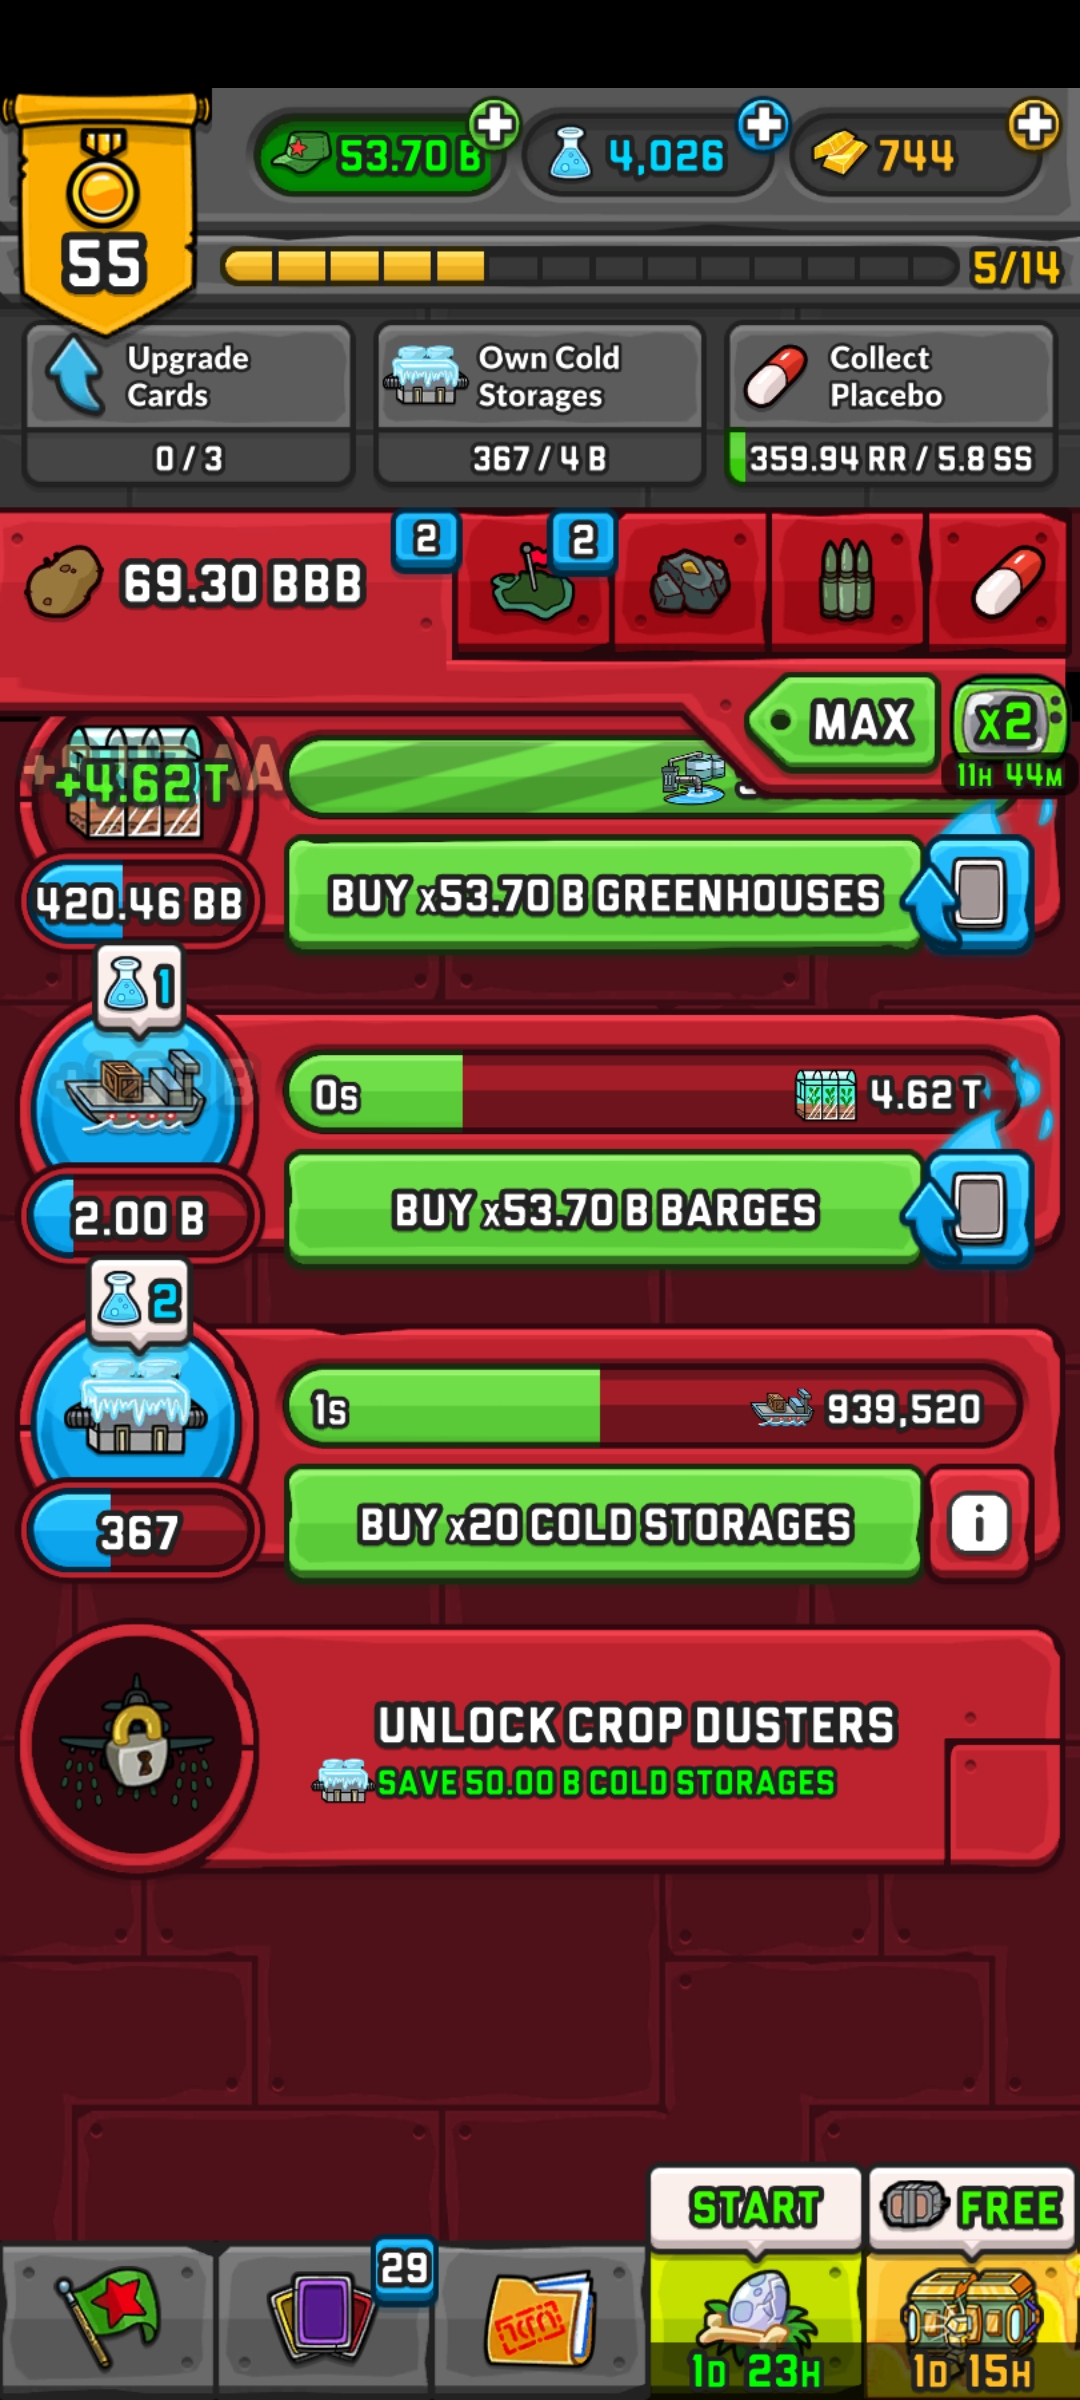 53.70 B
4,026
744
55
5/14
Upgrade
Cards
0 / 3
Own Cold
Storages
367 / 4 B
Collect
Placebo
359.94 RR / 5.8 SS
69.30 BBB
2
2
MAX
x2
11H 44M
+4.62 T
BUY x53.70 B GREENHOUSES
420.46 BB
1
0s
4.62 T
BUY x53.70 B BARGES
2.00 B
2
1s
939,520
BUY x20 COLD STORAGES
i
367
UNLOCK CROP DUSTERS
SAVE 50.00 B COLD STORAGES
START
FREE
29
1D 23H
1D 15H